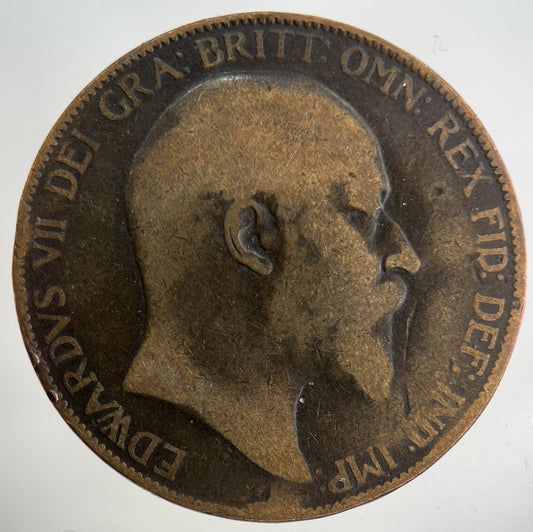 EDWARDVS VII DEI GRA: BRITT: OMN: REX FID: DEF: IND: IMP: